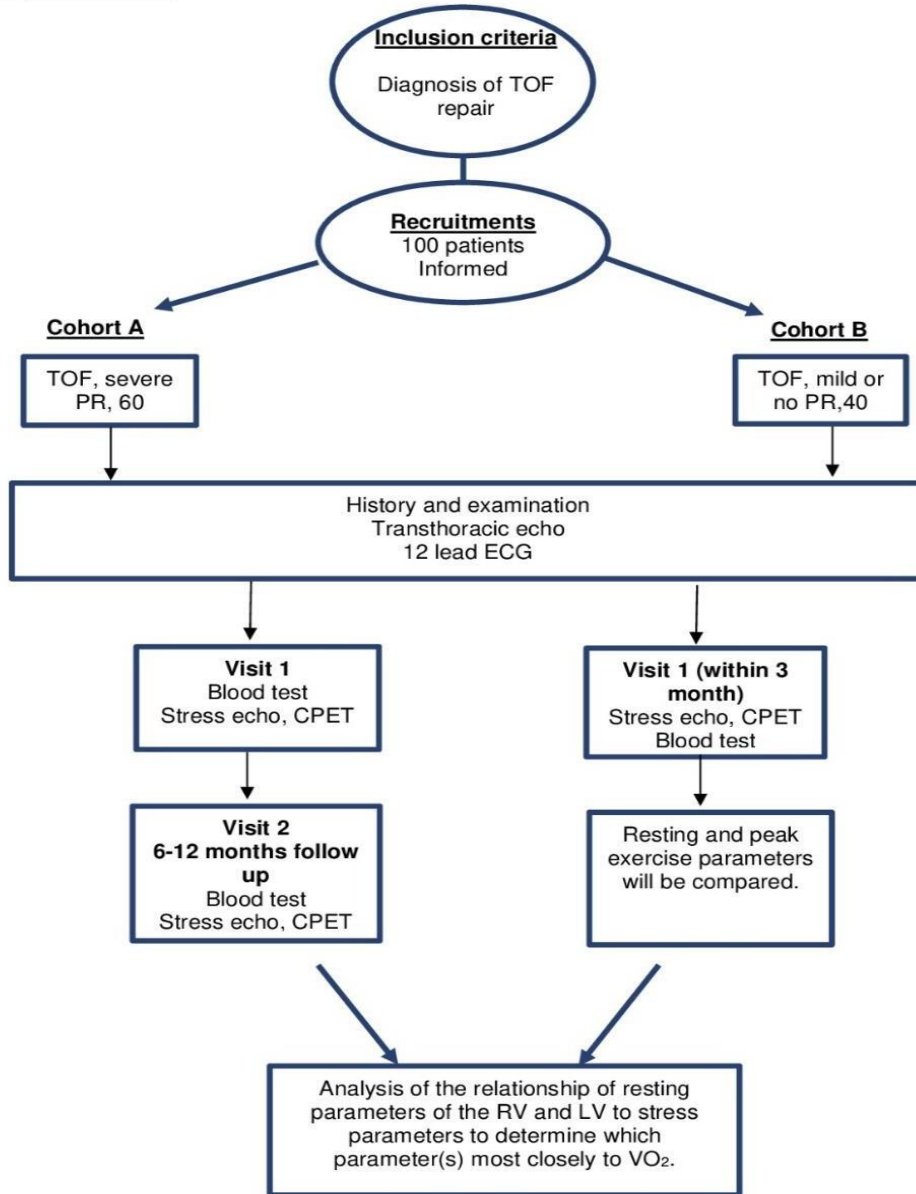 Inclusion criteria
Diagnosis of TOF
repair
Recruitments
100 patients
Informed
Cohort A
Cohort B
TOF, severe
PR, 60
TOF, mild or
no PR,40
History and examination
Transthoracic echo
12 lead ECG
Visit 1
Blood test
Stress echo, CPET
Visit 1 (within 3
month)
Stress echo, CPET
Blood test
Visit 2
6-12 months follow
up
Blood test
Stress echo, CPET
Resting and peak
exercise parameters
will be compared.
Analysis of the relationship of resting
parameters of the RV and LV to stress
parameters to determine which
parameter(s) most closely to VO₂.